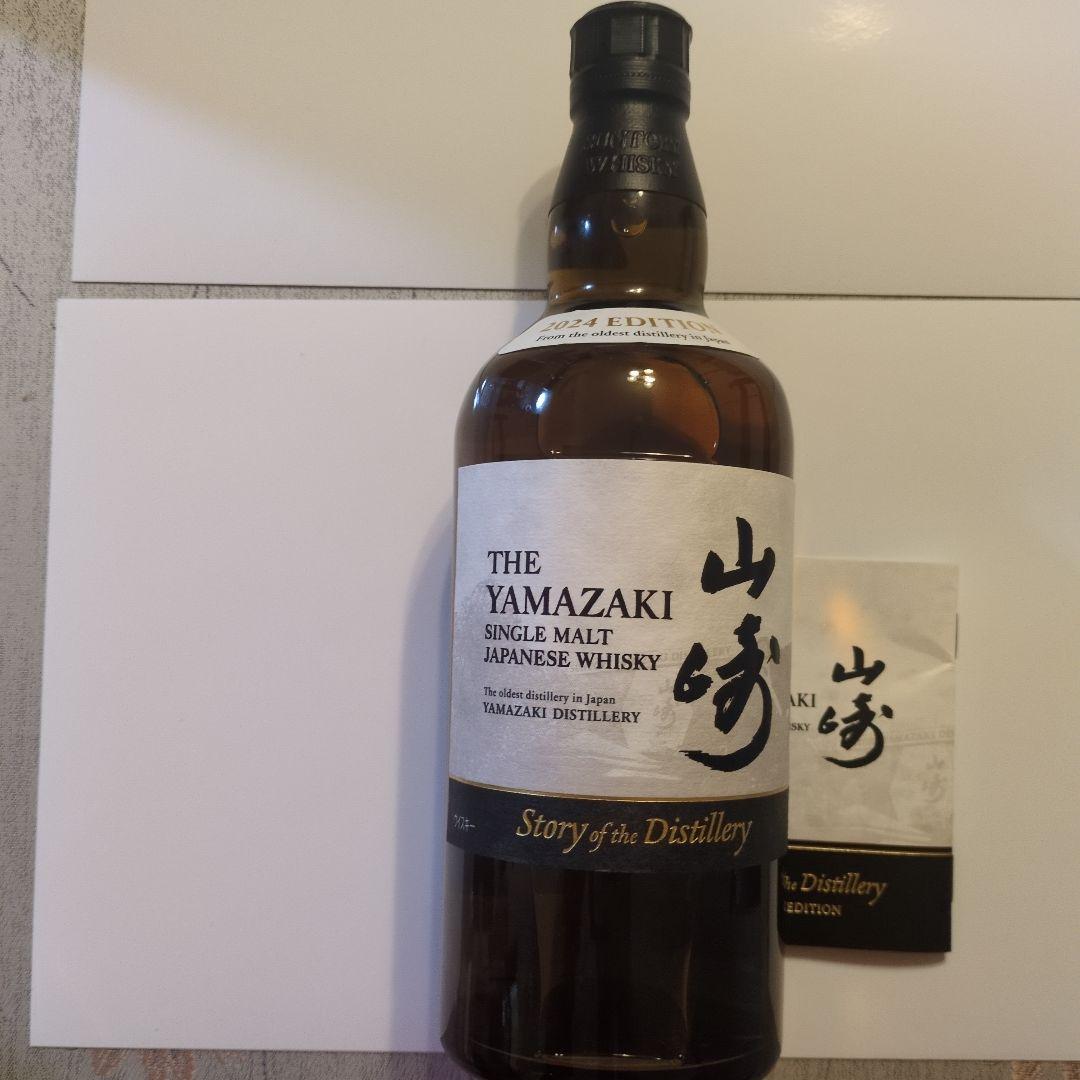 SUNTORY
WHISKY
2024 EDITION
From the oldest distillery in Japan
THE
YAMAZAKI
SINGLE MALT
JAPANESE WHISKY
The oldest distillery in Japan
YAMAZAKI DISTILLERY
山崎
ウイスキー
Story of the Distillery
AKI
ISKY
山崎
the Distillery
EDITION